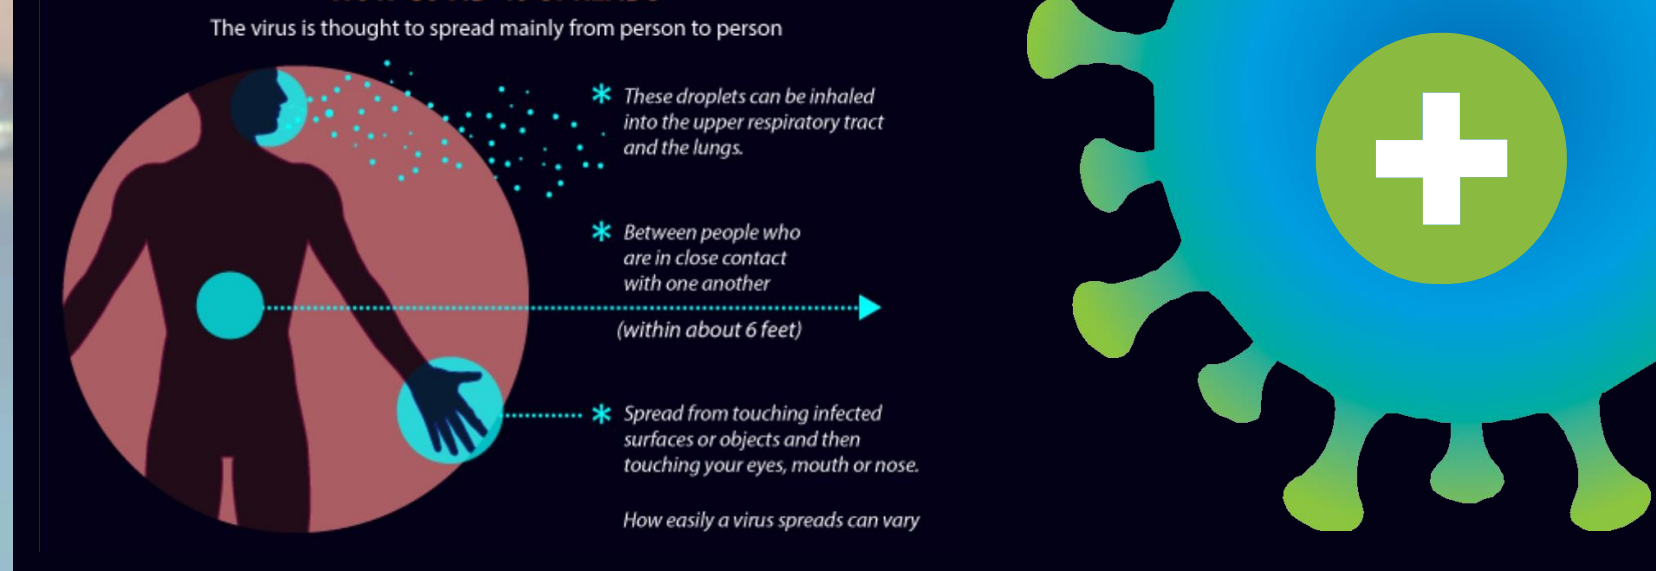 The virus is thought to spread mainly from person to person
* These droplets can be inhaled
into the upper respiratory tract
and the lungs.
* Between people who
are in close contact
with one another
(within about 6 feet)
* Spread from touching infected
surfaces or objects and then
touching your eyes, mouth or nose.
How easily a virus spreads can vary